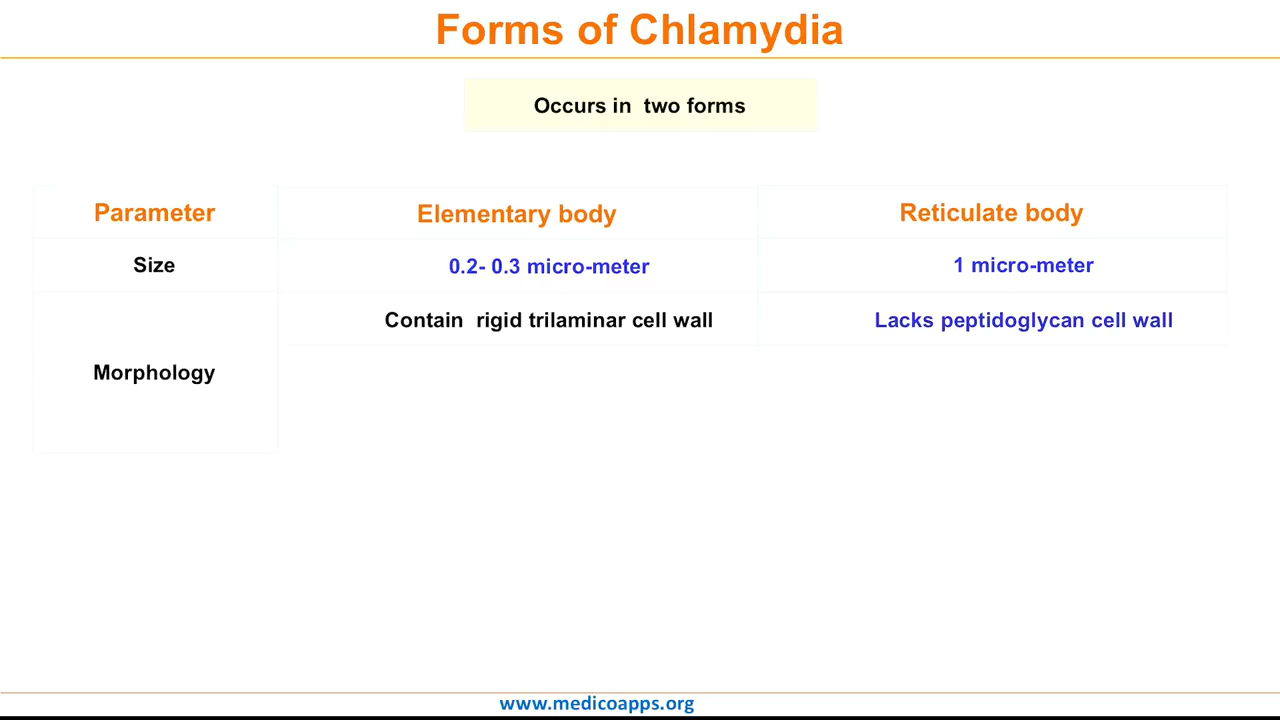 Forms of Chlamydia
Occurs in  two forms
Parameter
Elementary body
Reticulate body
Size
0.2- 0.3 micro-meter
1 micro-meter
Contain  rigid trilaminar cell wall
Lacks peptidoglycan cell wall
Morphology
www.medicoapps.org